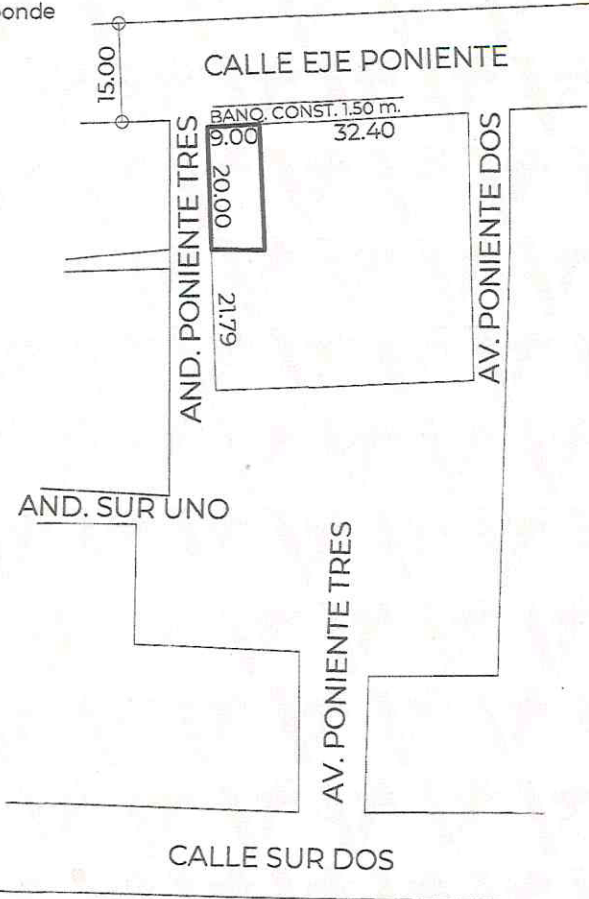 onde
15.00
CALLE EJE PONIENTE
BANQ. CONST. 1.50 m.
9.00
32.40
20.00
21.79
AND. PONIENTE TRES
AV. PONIENTE DOS
AND. SUR UNO
AV. PONIENTE TRES
CALLE SUR DOS